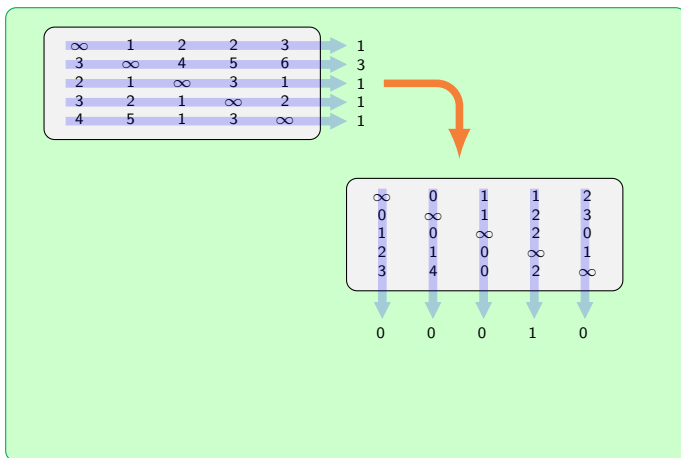 ∞ 1 2 2 3 1
3 ∞ 4 5 6 3
2 1 ∞ 3 1 1
3 2 1 ∞ 2 1
4 5 1 3 ∞ 1
∞ 0 1 1 2
0 ∞ 1 2 3
1 0 ∞ 2 0
2 1 0 ∞ 1
3 4 0 2 ∞
0 0 0 1 0